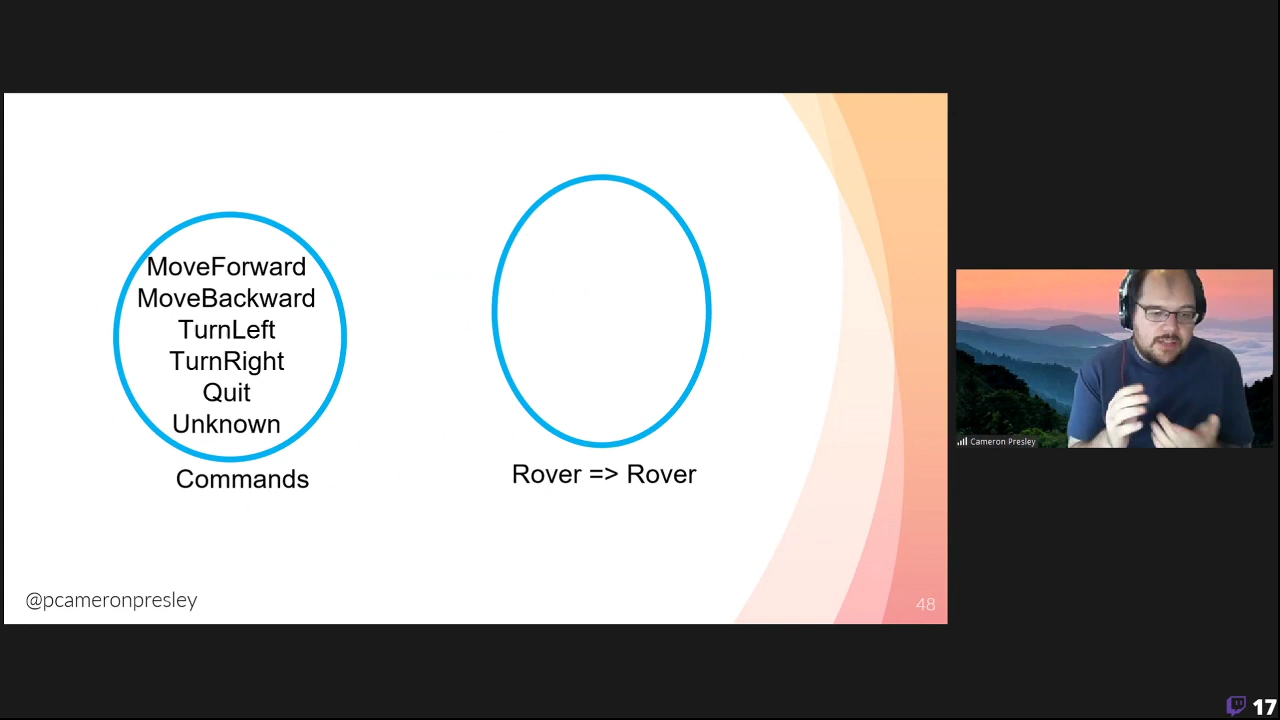 MoveForward
MoveBackward
TurnLeft
TurnRight
Quit
Unknown
Commands
Rover => Rover
@pcameronpresley
48
Cameron Presley
17